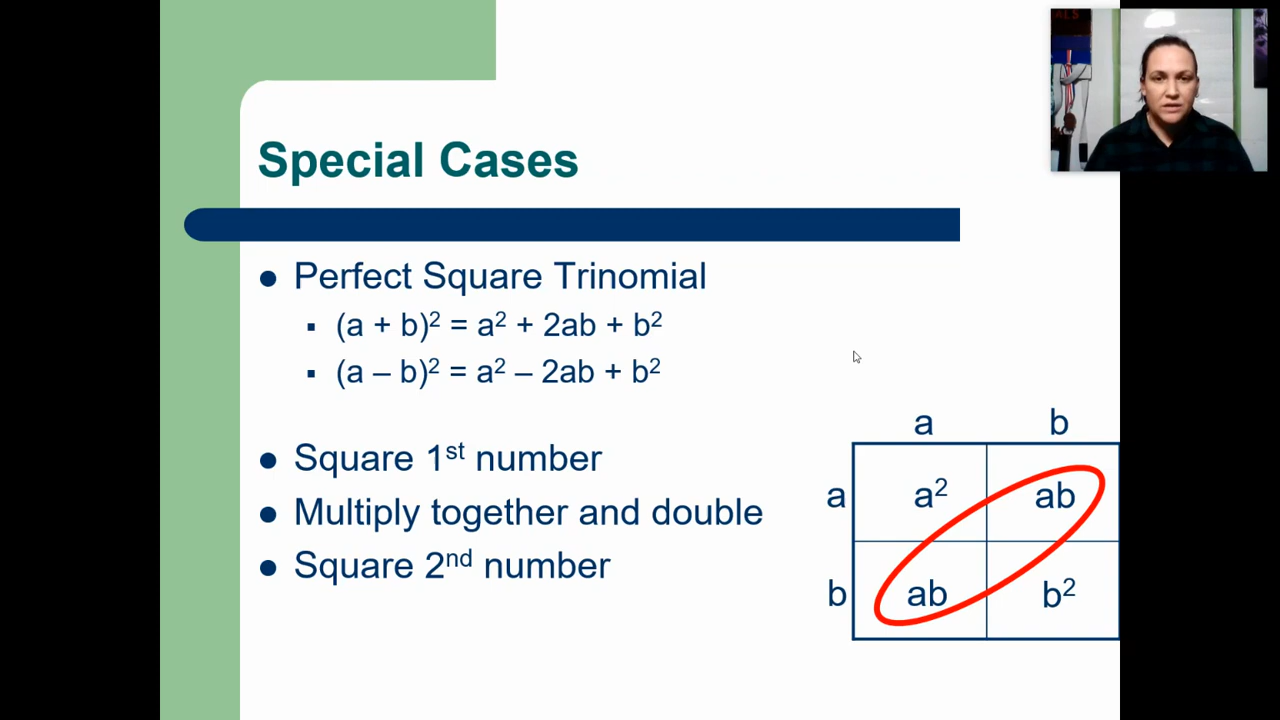 Special Cases
Perfect Square Trinomial
(a + b)² = a² + 2ab + b²
(a – b)² = a² – 2ab + b²
Square 1st number
Multiply together and double
Square 2nd number
a b
a a² ab
b ab b²